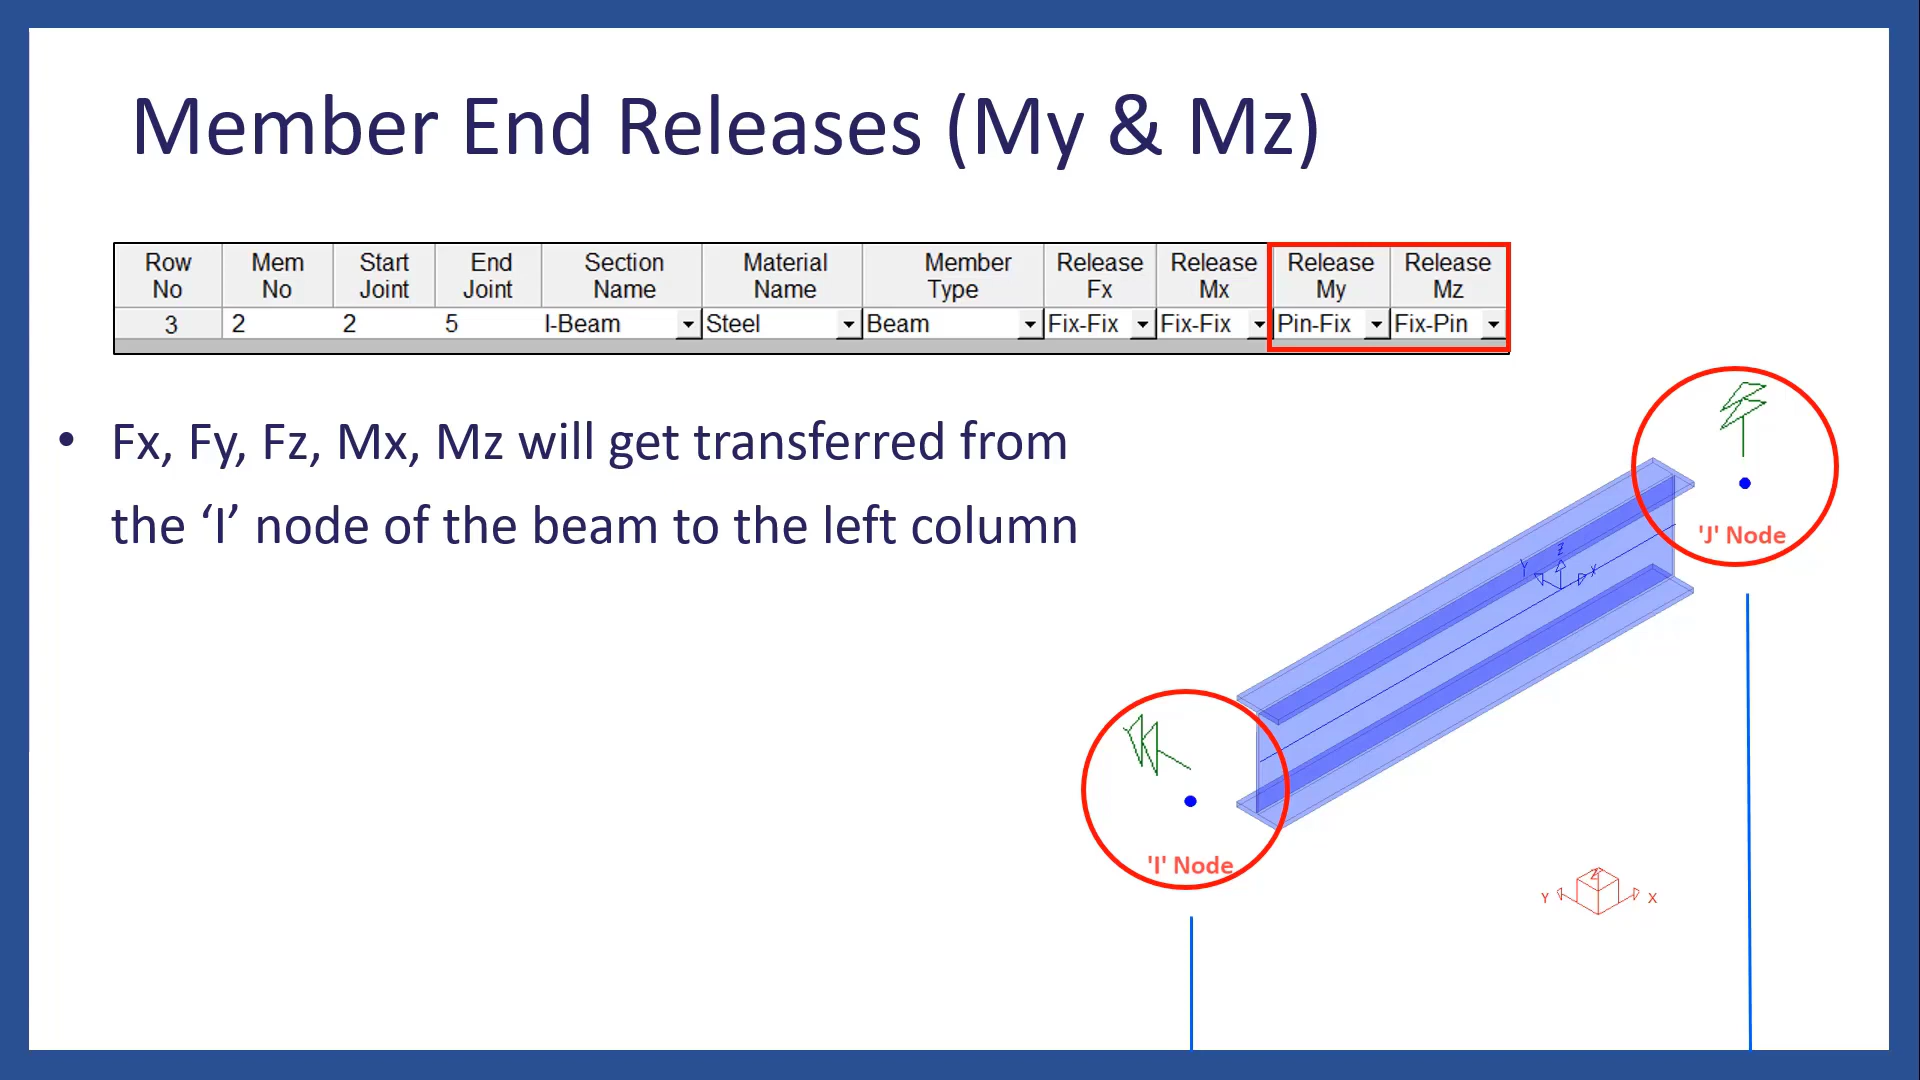 Member End Releases (My & Mz)
Row No Mem No Start Joint End Joint Section Name Material Name Member Type Release Fx Release Mx Release My Release Mz
3 2 2 5 I-Beam Steel Beam Fix-Fix Fix-Fix Pin-Fix Fix-Pin
• Fx, Fy, Fz, Mx, Mz will get transferred from
the ‘I’ node of the beam to the left column
'J' Node
Z
Y X
'I' Node
Z
Y X